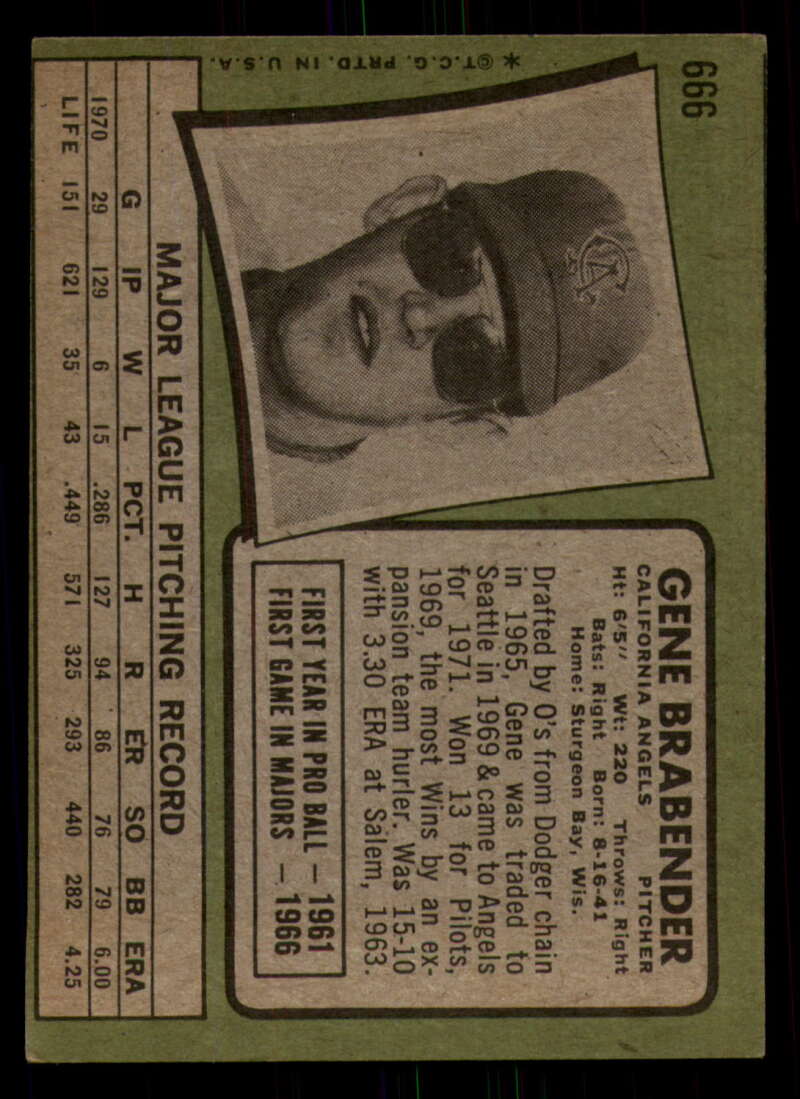 666
* ©T.C.G. PRTD. IN U.S.A.
CA
GENE BRABENDER
CALIFORNIA ANGELS PITCHER
Ht: 6'5" Wt: 220 Throws: Right
Bats: Right Born: 8-16-41
Home: Sturgeon Bay, Wis.
Drafted by O's from Dodger chain
in 1965, Gene was traded to
Seattle in 1969 & came to Angels
for 1971. Won 13 for Pilots,
1969, the most Wins by an ex-
pansion team hurler. Was 15-10
with 3.30 ERA at Salem, 1963.
FIRST YEAR IN PRO BALL — 1961
FIRST GAME IN MAJORS — 1966
MAJOR LEAGUE PITCHING RECORD
G IP W L PCT. H R ER SO BB ERA
1970 29 129 6 15 .286 127 94 86 76 79 6.00
LIFE 151 621 35 43 .449 571 325 293 440 282 4.25